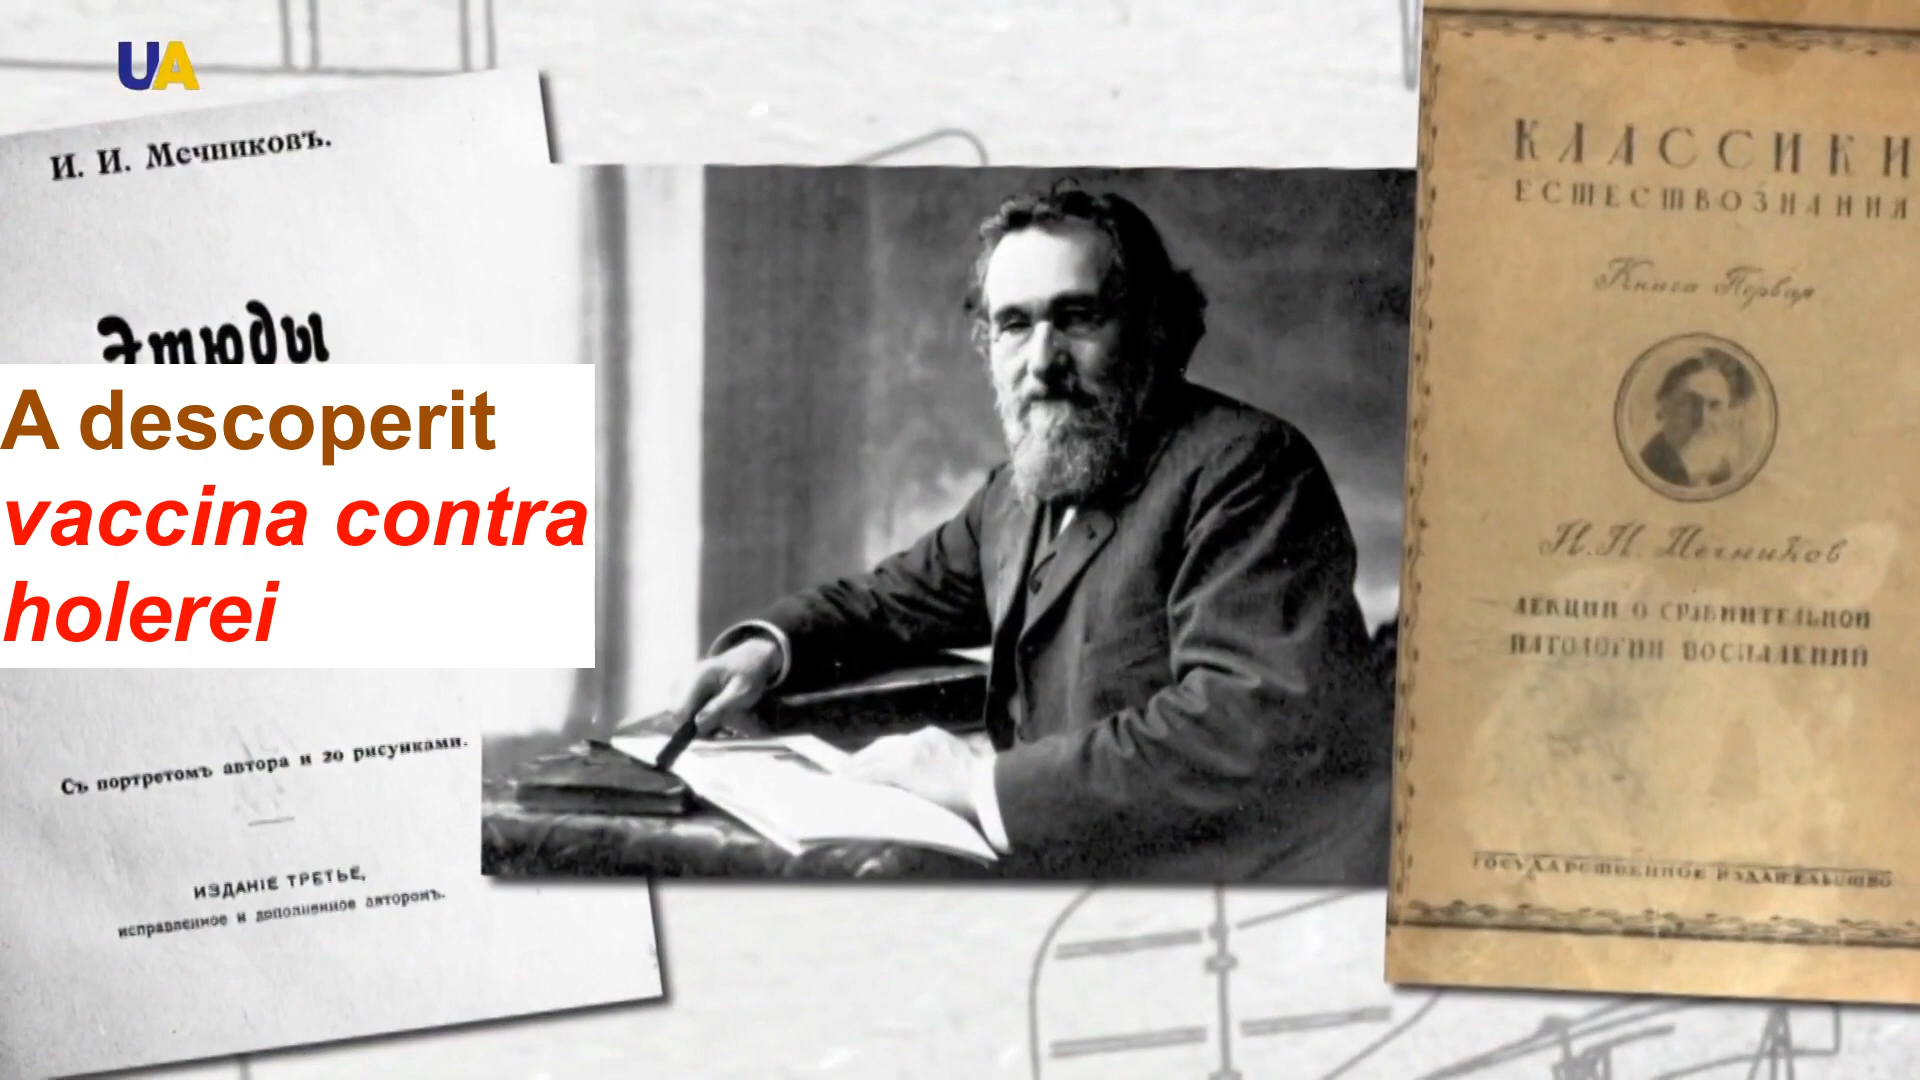 UA
И. И. Мечниковъ.
Этюды
A descoperit
vaccina contra
holerei
Съ портретомъ автора и 20 рисунками.
ИЗДАНІЕ ТРЕТЬЕ,
исправленное и дополненное авторомъ.
КЛАССИКИ
ЕСТЕСТВОЗНАНИЯ
Книга Первая
И. И. Мечников
ЛЕКЦИИ О СРАВНИТЕЛЬНОЙ
ПАТОЛОГИИ ВОСПАЛЕНИЙ
ГОСУДАРСТВЕННОЕ ИЗДАТЕЛЬСТВО